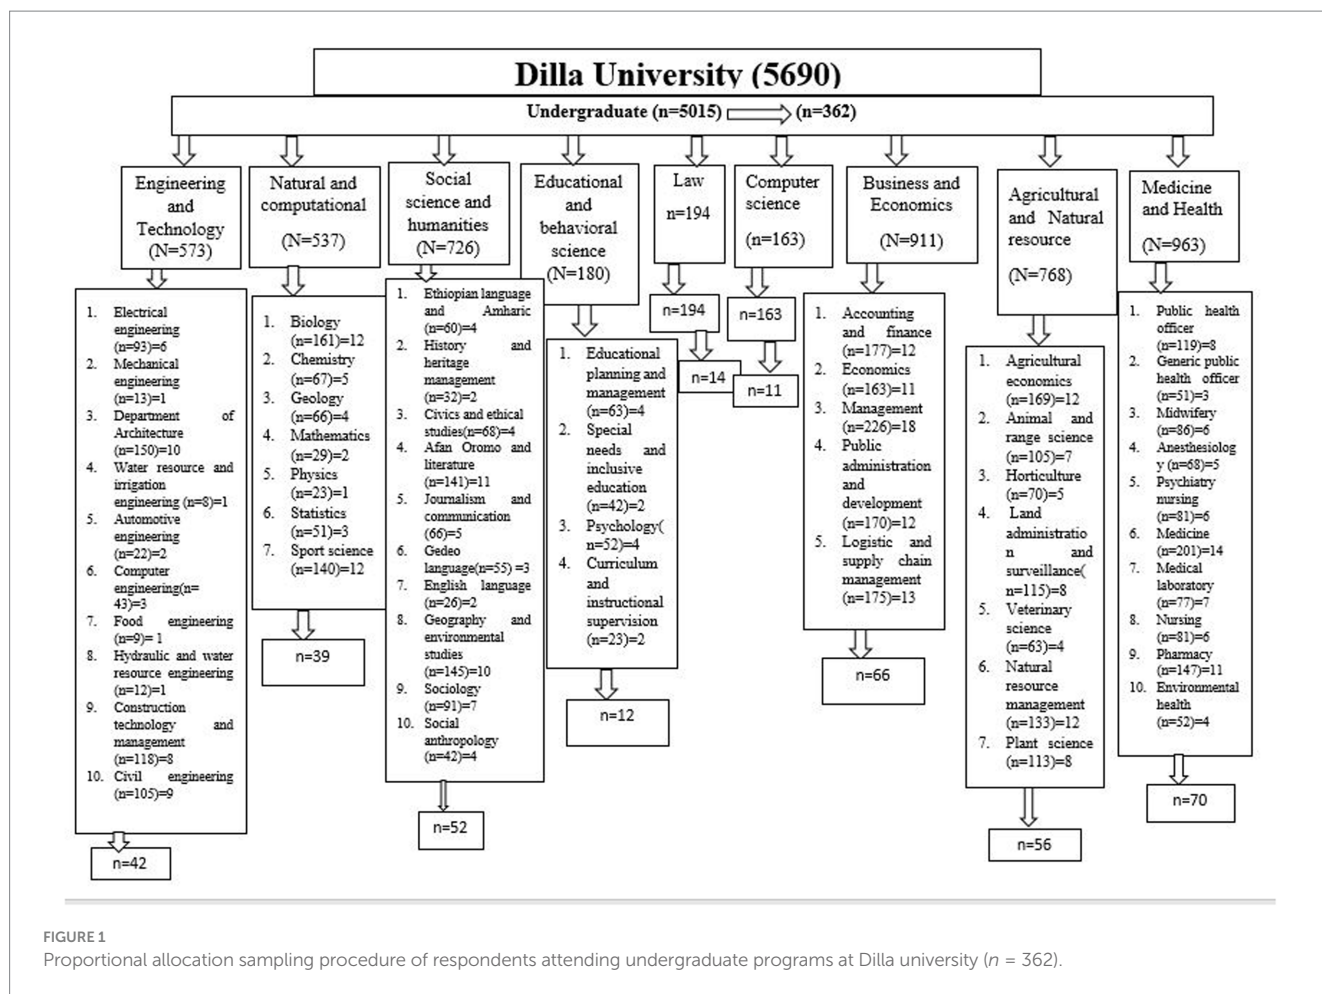 Dilla University (5690)
Undergraduate (n=5015) (n=362)
Engineering
and
Technology
(N=573)
1. Electrical
engineering
(n=93)=6
2. Mechanical
engineering
(n=13)=1
3. Department of
Architecture
(n=150)=10
4. Water resource and
irrigation
engineering (n=8)=1
5. Automotive
engineering
(n=22)=2
6. Computer
engineering(n=
43)=3
7. Food engineering
(n=9)= 1
8. Hydraulic and water
resource engineering
(n=12)=1
9. Construction
technology and
management
(n=118)=8
10. Civil engineering
(n=105)=9
n=42
Natural and
computational
(N=537)
1. Biology
(n=161)=12
2. Chemistry
(n=67)=5
3. Geology
(n=66)=4
4. Mathematics
(n=29)=2
5. Physics
(n=23)=1
6. Statistics
(n=51)=3
7. Sport science
(n=140)=12
n=39
Social
science and
humanities
(N=726)
1. Ethiopian language
and Amharic
(n=60)=4
2. History and
heritage
management
(n=32)=2
3. Civics and ethical
studies(n=68)=4
4. Afan Oromo and
literature
(n=141)=11
5. Journalism and
communication
(66)=5
6. Gedeo
language(n=55) =3
7. English language
(n=26)=2
8. Geography and
environmental
studies
(n=145)=10
9. Sociology
(n=91)=7
10. Social
anthropology
(n=42)=4
n=52
Educational
and
behavioral
science
(N=180)
1. Educational
planning and
management
(n=63)=4
2. Special
needs and
inclusive
education
(n=42)=2
3. Psychology(
n=52)=4
4. Curriculum
and
instructional
supervision
(n=23)=2
n=12
Law
n=194
n=194
n=14
Computer
science
(n=163)
n=163
n=11
Business and
Economics
(N=911)
1. Accounting
and finance
(n=177)=12
2. Economics
(n=163)=11
3. Management
(n=226)=18
4. Public
administration
and
development
(n=170)=12
5. Logistic and
supply chain
management
(n=175)=13
n=66
Agricultural
and Natural
resource
(N=768)
1. Agricultural
economics
(n=169)=12
2. Animal and
range science
(n=105)=7
3. Horticulture
(n=70)=5
4. Land
administratio
n and
surveillance(
n=115)=8
5. Veterinary
science
(n=63)=4
6. Natural
resource
management
(n=133)=12
7. Plant science
(n=113)=8
n=56
Medicine
and Health
(N=963)
1. Public health
officer
(n=119)=8
2. Generic public
health officer
(n=51)=3
3. Midwifery
(n=86)=6
4. Anesthesiolog
y (n=68)=5
5. Psychiatry
nursing
(n=81)=6
6. Medicine
(n=201)=14
7. Medical
laboratory
(n=77)=7
8. Nursing
(n=81)=6
9. Pharmacy
(n=147)=11
10. Environmental
health
(n=52)=4
n=70
FIGURE 1
Proportional allocation sampling procedure of respondents attending undergraduate programs at Dilla university (n = 362).